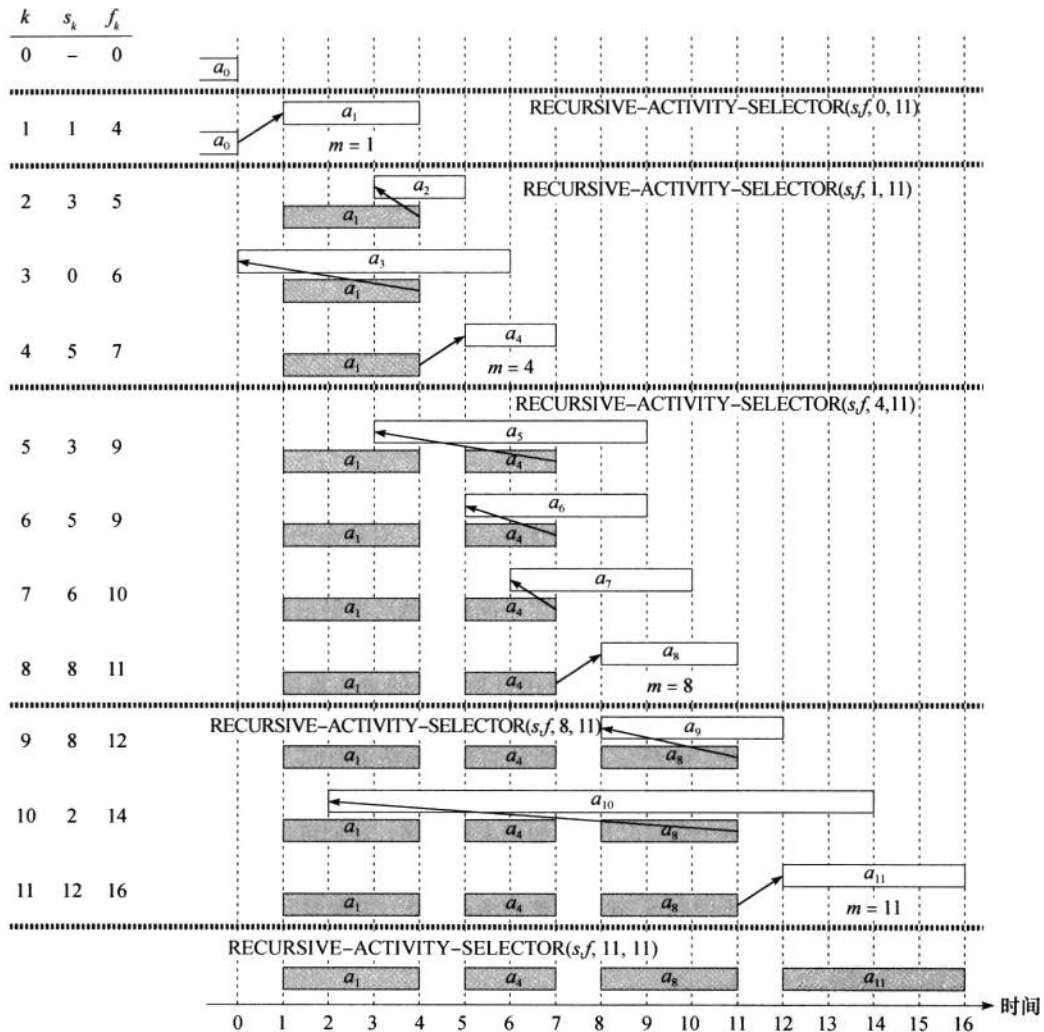 k s_k f_k
0 – 0
a_0
RECURSIVE–ACTIVITY–SELECTOR(s,f, 0, 11)
1 1 4 a_0 a_1
m = 1
RECURSIVE–ACTIVITY–SELECTOR(s,f, 1, 11)
2 3 5 a_2
a_1
3 0 6 a_3
a_1
4 5 7 a_4
a_1 m = 4
RECURSIVE–ACTIVITY–SELECTOR(s,f, 4,11)
5 3 9 a_5
a_1 a_4
6 5 9 a_6
a_1 a_4
7 6 10 a_7
a_1 a_4
8 8 11 a_8
a_1 a_4 m = 8
RECURSIVE–ACTIVITY–SELECTOR(s,f, 8, 11)
9 8 12 a_9
a_1 a_4 a_8
10 2 14 a_10
a_1 a_4 a_8
11 12 16 a_11
a_1 a_4 a_8 m = 11
RECURSIVE–ACTIVITY–SELECTOR(s,f, 11, 11)
a_1 a_4 a_8 a_11
时间
0 1 2 3 4 5 6 7 8 9 10 11 12 13 14 15 16